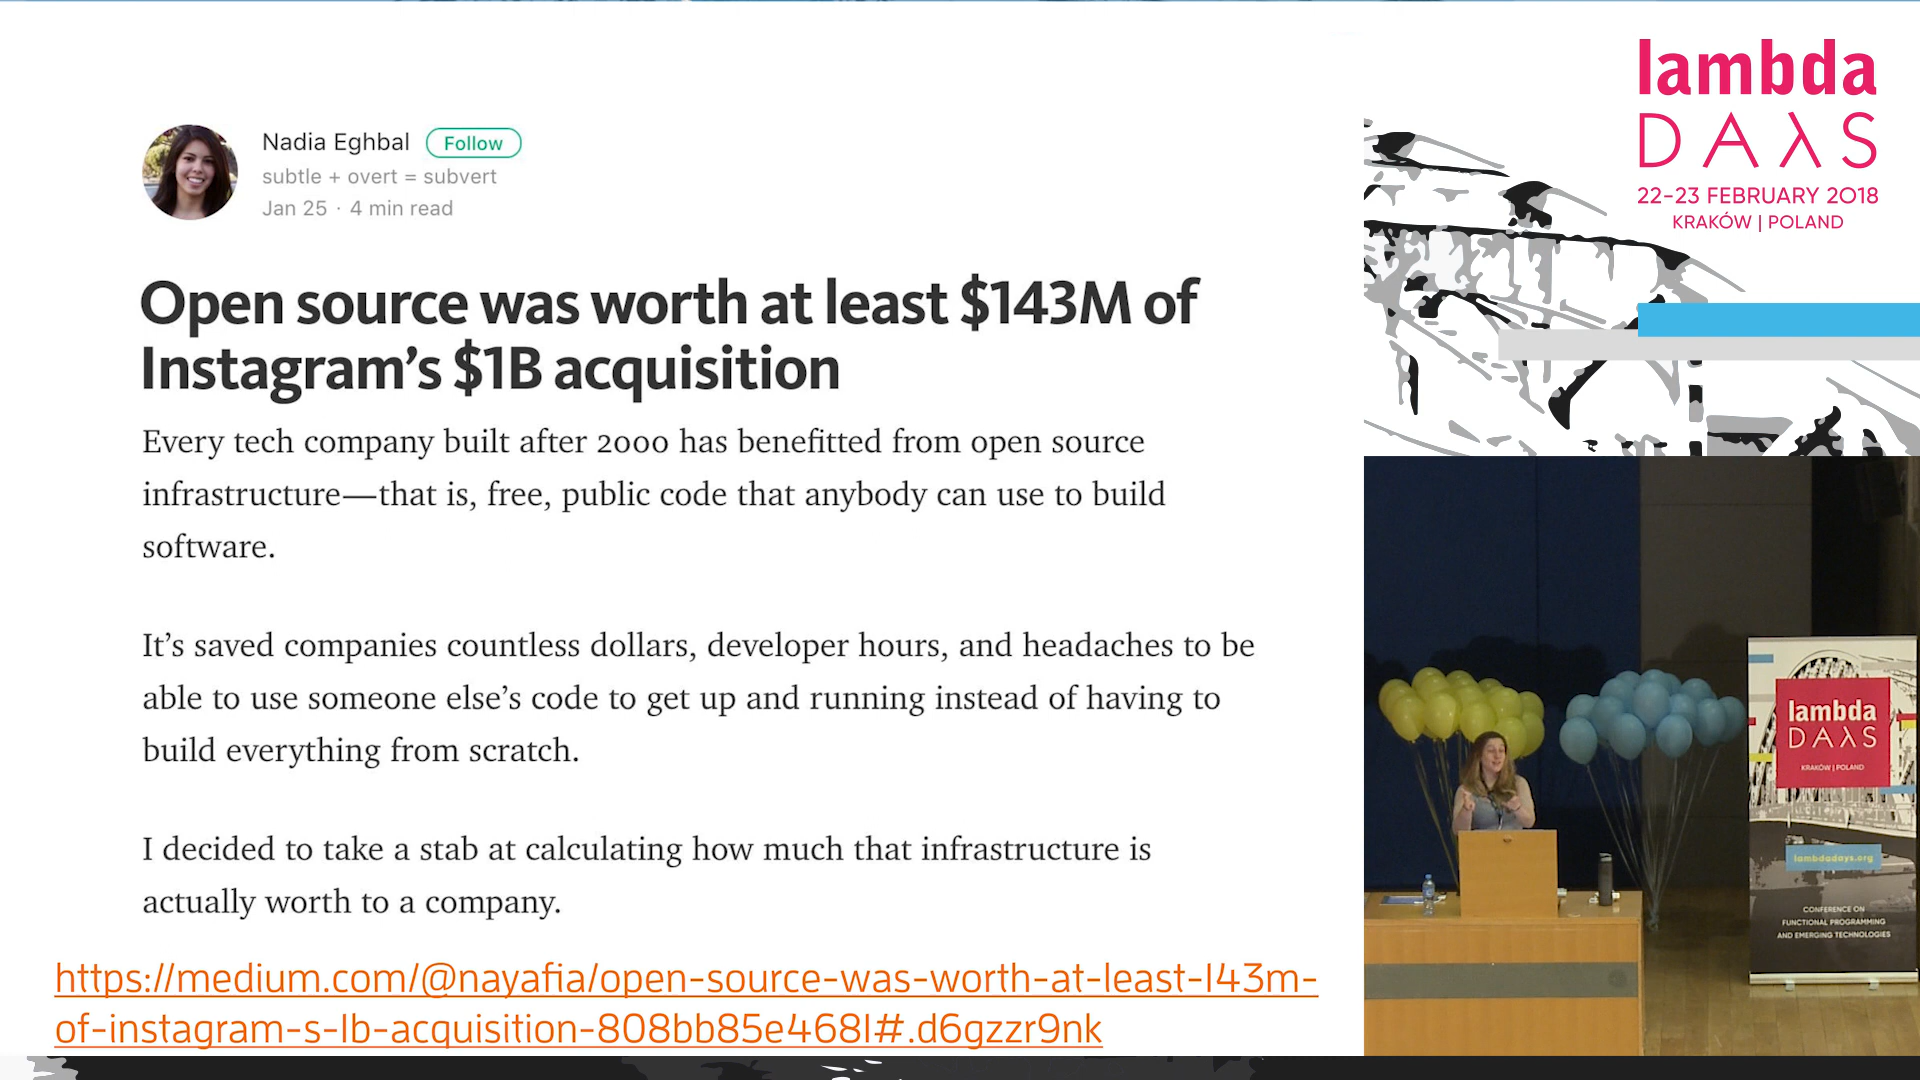 Nadia Eghbal Follow
subtle + overt = subvert
Jan 25 · 4 min read
Open source was worth at least $143M of
Instagram’s $1B acquisition
Every tech company built after 2000 has benefitted from open source
infrastructure—that is, free, public code that anybody can use to build
software.
It’s saved companies countless dollars, developer hours, and headaches to be
able to use someone else’s code to get up and running instead of having to
build everything from scratch.
I decided to take a stab at calculating how much that infrastructure is
actually worth to a company.
https://medium.com/@nayafia/open-source-was-worth-at-least-143m-
of-instagram-s-1b-acquisition-808bb85e4681#.d6gzzr9nk
lambda
DAλS
22-23 FEBRUARY 2018
KRAKÓW | POLAND
lambda
DAλS
KRAKÓW | POLAND
lambdadays.org
CONFERENCE ON
FUNCTIONAL PROGRAMMING
AND EMERGING TECHNOLOGIES